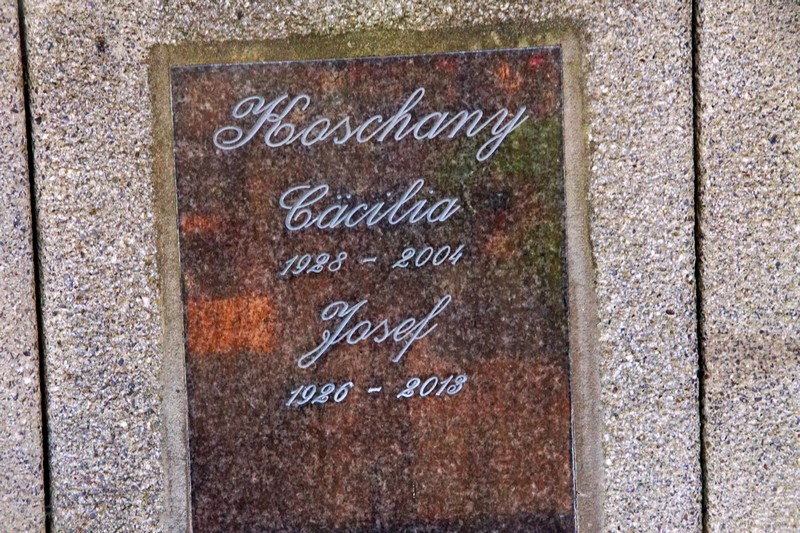 Koschany
Cäcilia
1928 - 2004
Josef
1926 - 2013